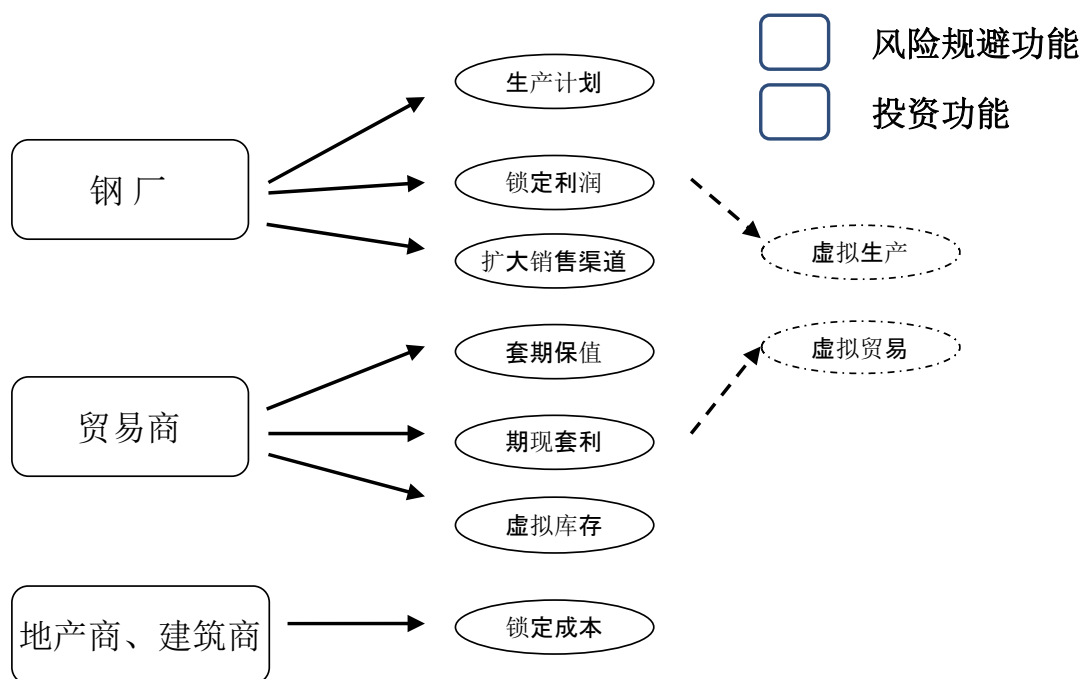 风险规避功能
投资功能
生产计划
钢 厂
锁定利润
扩大销售渠道
虚拟生产
套期保值
虚拟贸易
贸易商
期现套利
虚拟库存
地产商、建筑商
锁定成本